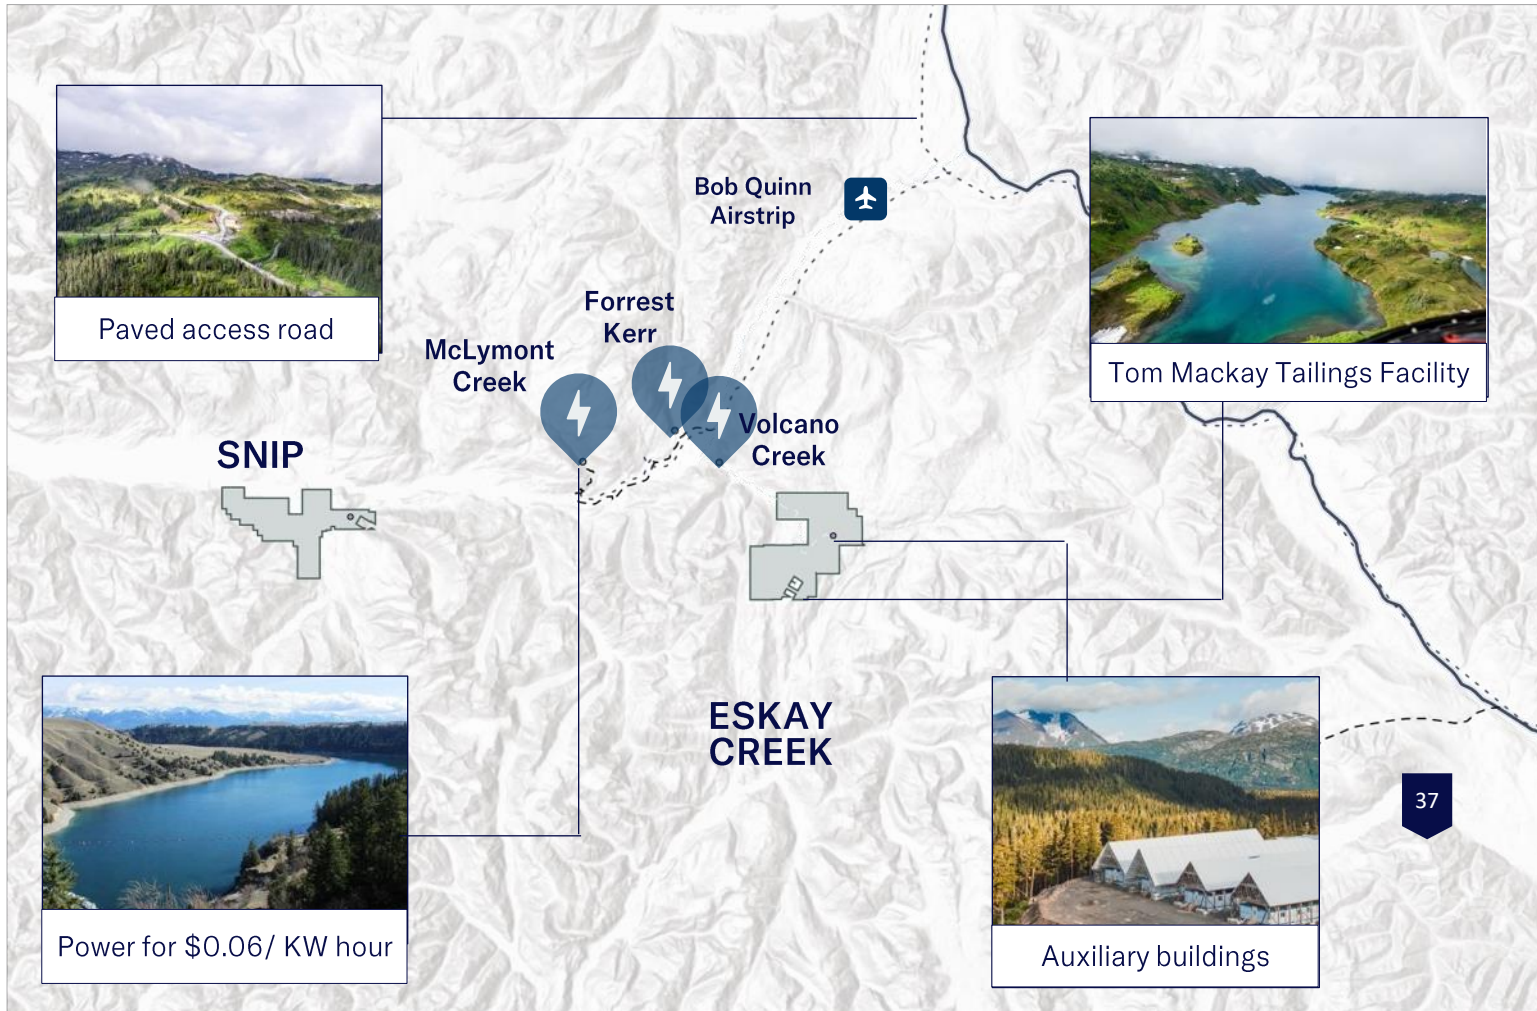 Paved access road
Bob Quinn
Airstrip
Tom Mackay Tailings Facility
Forrest
Kerr
McLymont
Creek
Volcano
Creek
SNIP
ESKAY
CREEK
37
Power for $0.06/ KW hour
Auxiliary buildings